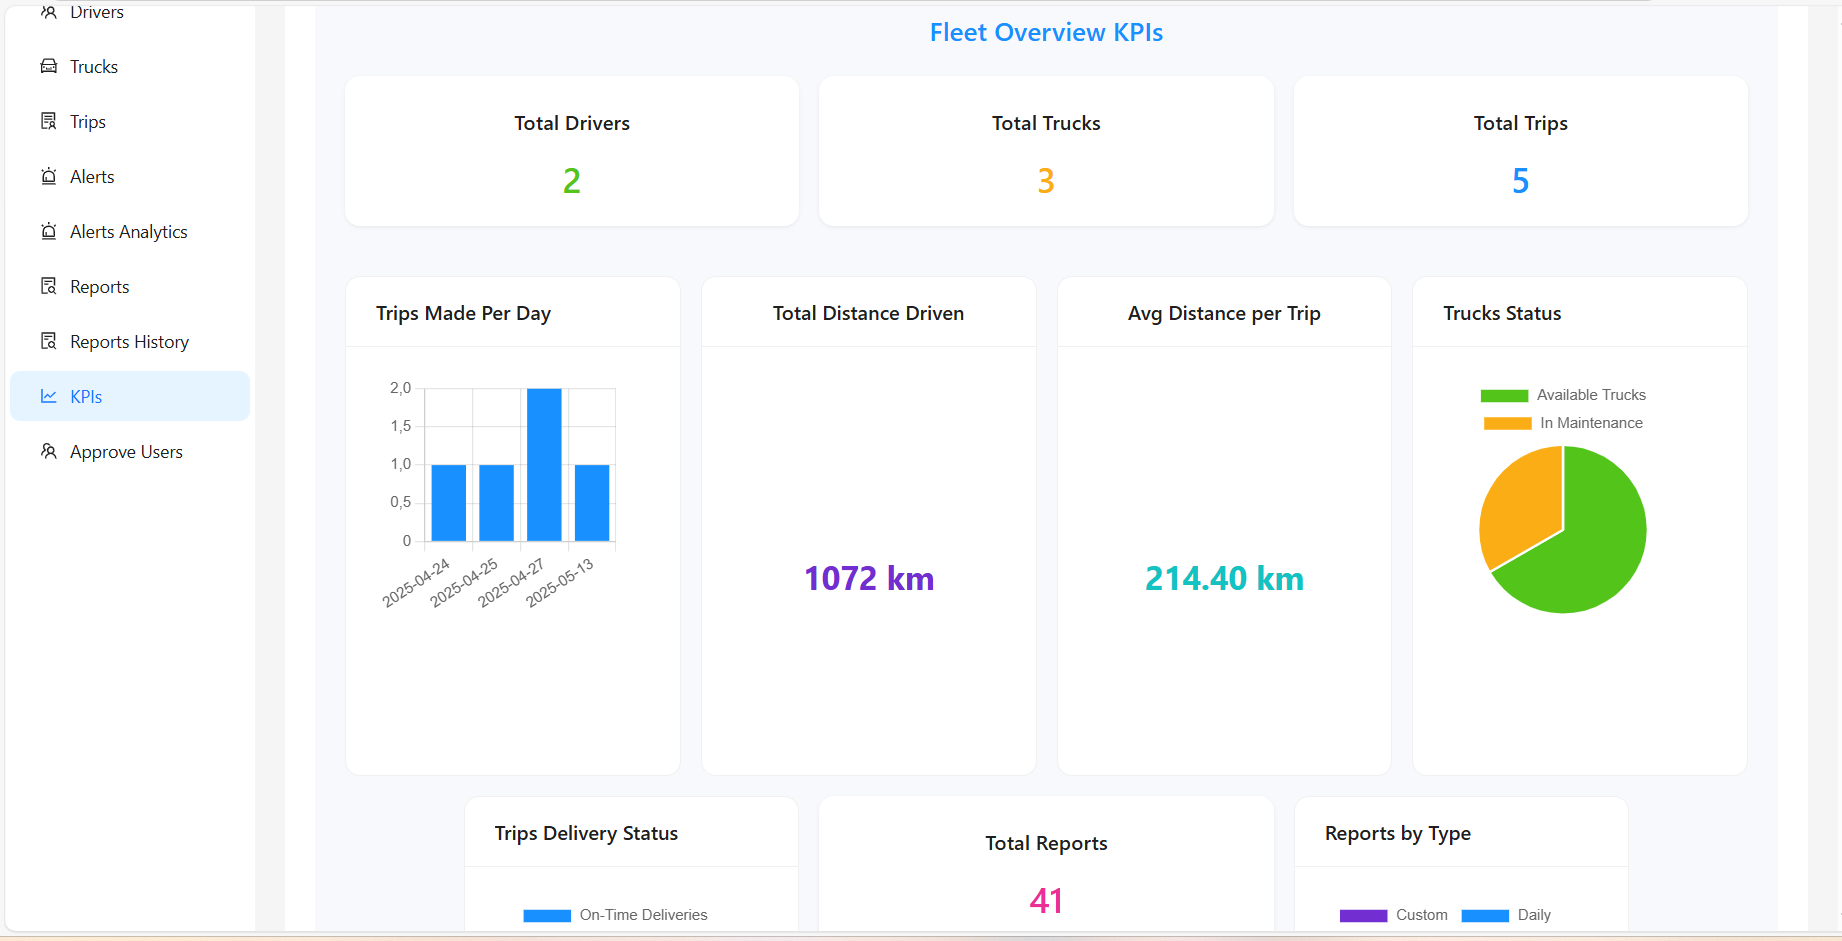 Drivers
Trucks
Trips
Alerts
Alerts Analytics
Reports
Reports History
KPIs
Approve Users
Fleet Overview KPIs
Total Drivers
2
Total Trucks
3
Total Trips
5
Trips Made Per Day
2,0
1,5
1,0
0,5
0
2025-04-24
2025-04-25
2025-04-27
2025-05-13
Total Distance Driven
1072 km
Avg Distance per Trip
214.40 km
Trucks Status
Available Trucks
In Maintenance
Trips Delivery Status
On-Time Deliveries
Total Reports
41
Reports by Type
Custom
Daily